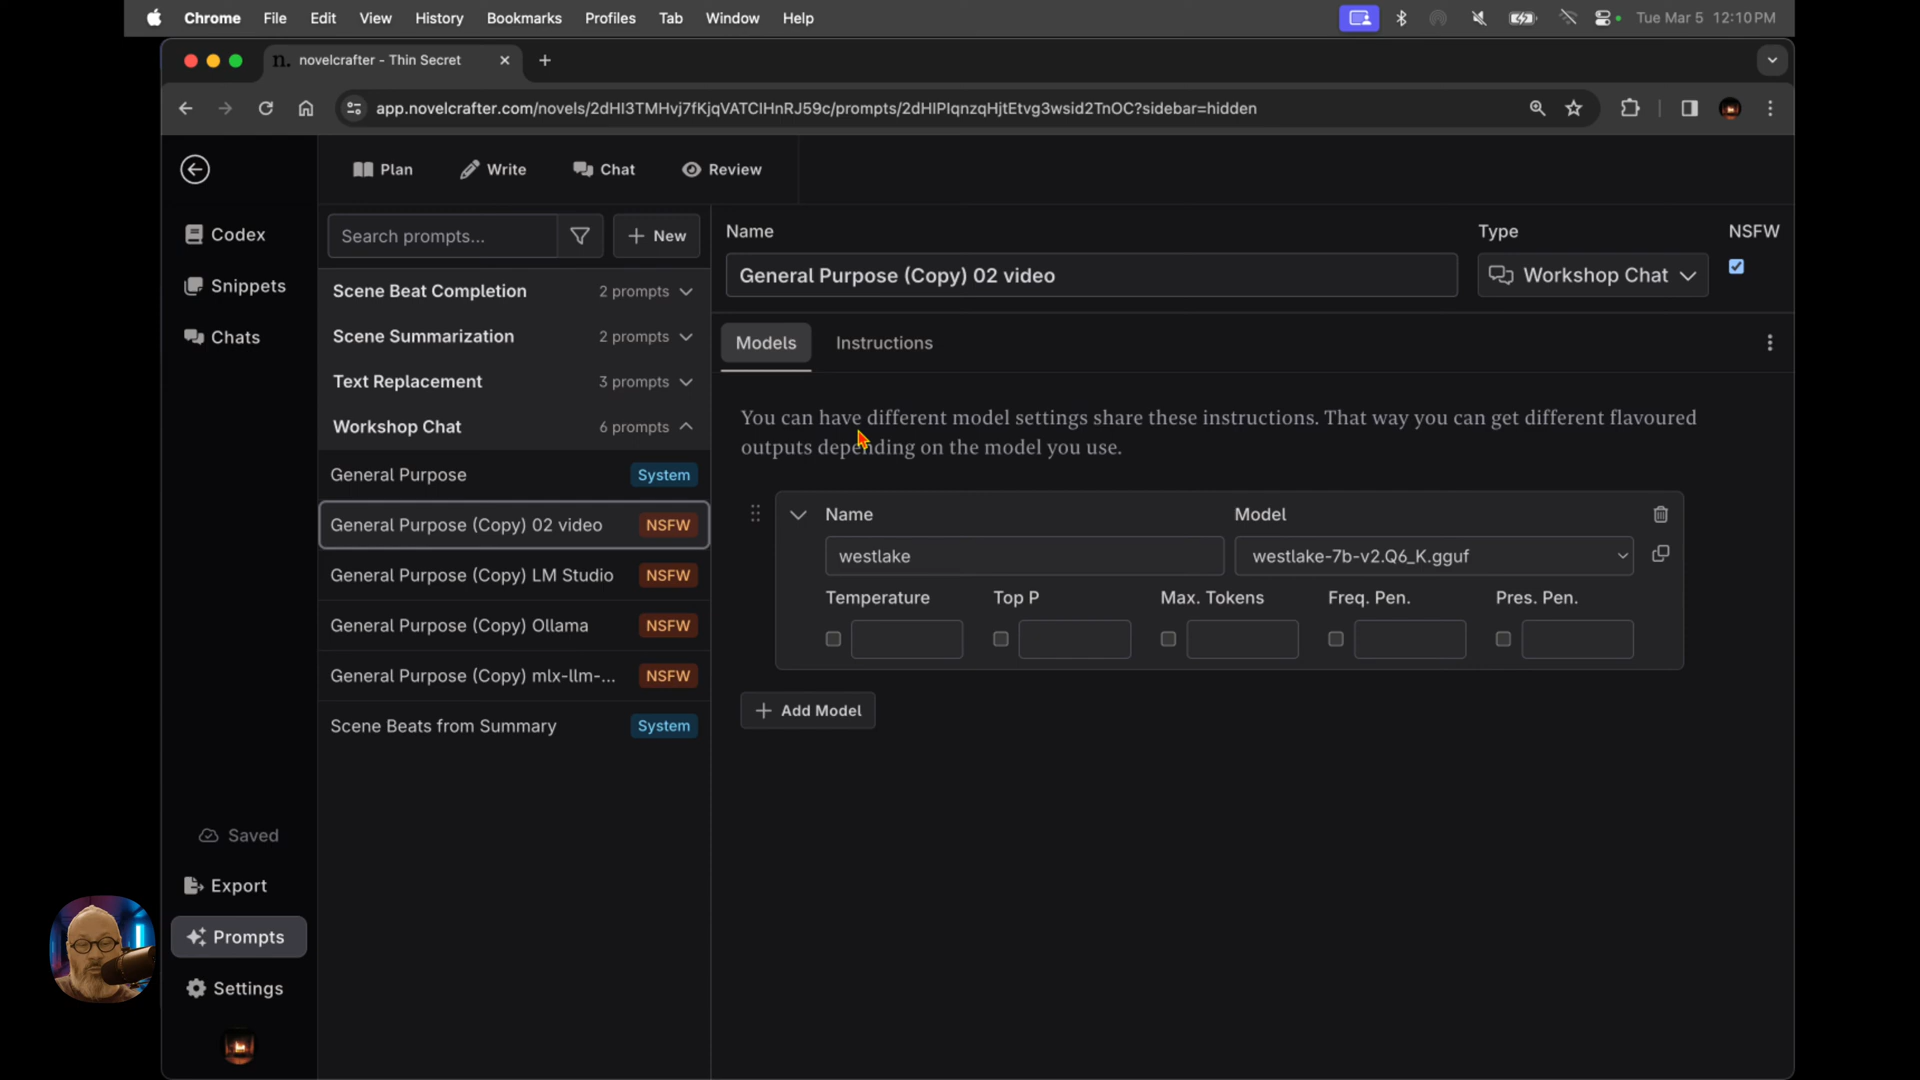 Chrome File Edit View History Bookmarks Profiles Tab Window Help Tue Mar 5 12:10 PM
n. novelcrafter - Thin Secret
app.novelcrafter.com/novels/2dHI3TMHvj7fKjqVATCIHnRJ59c/prompts/2dHIPIqnzqHjtEtvg3wsid2TnOC?sidebar=hidden
Plan Write Chat Review
Codex
Snippets
Chats
Search prompts... New
Scene Beat Completion 2 prompts
Scene Summarization 2 prompts
Text Replacement 3 prompts
Workshop Chat 6 prompts
General Purpose System
General Purpose (Copy) 02 video NSFW
General Purpose (Copy) LM Studio NSFW
General Purpose (Copy) Ollama NSFW
General Purpose (Copy) mlx-llm-... NSFW
Scene Beats from Summary System
Name Type NSFW
General Purpose (Copy) 02 video Workshop Chat
Models Instructions
You can have different model settings share these instructions. That way you can get different flavoured
outputs depending on the model you use.
Name Model
westlake westlake-7b-v2.Q6_K.gguf
Temperature Top P Max. Tokens Freq. Pen. Pres. Pen.
Add Model
Saved
Export
Prompts
Settings